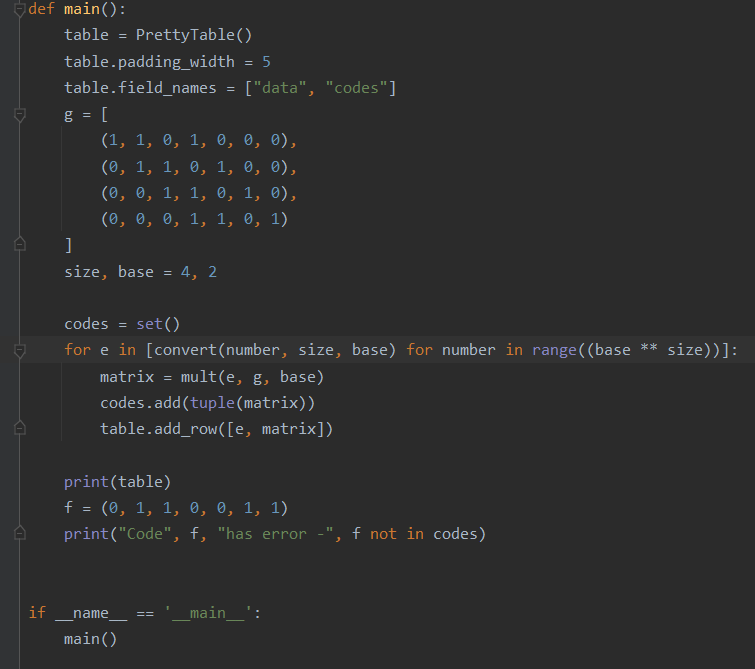 def main():
    table = PrettyTable()
    table.padding_width = 5
    table.field_names = ["data", "codes"]
    g = [
        (1, 1, 0, 1, 0, 0, 0),
        (0, 1, 1, 0, 1, 0, 0),
        (0, 0, 1, 1, 0, 1, 0),
        (0, 0, 0, 1, 1, 0, 1)
    ]
    size, base = 4, 2
    codes = set()
    for e in [convert(number, size, base) for number in range((base ** size))]:
        matrix = mult(e, g, base)
        codes.add(tuple(matrix))
        table.add_row([e, matrix])
    print(table)
    f = (0, 1, 1, 0, 0, 1, 1)
    print("Code", f, "has error -", f not in codes)
if __name__ == '__main__':
    main()